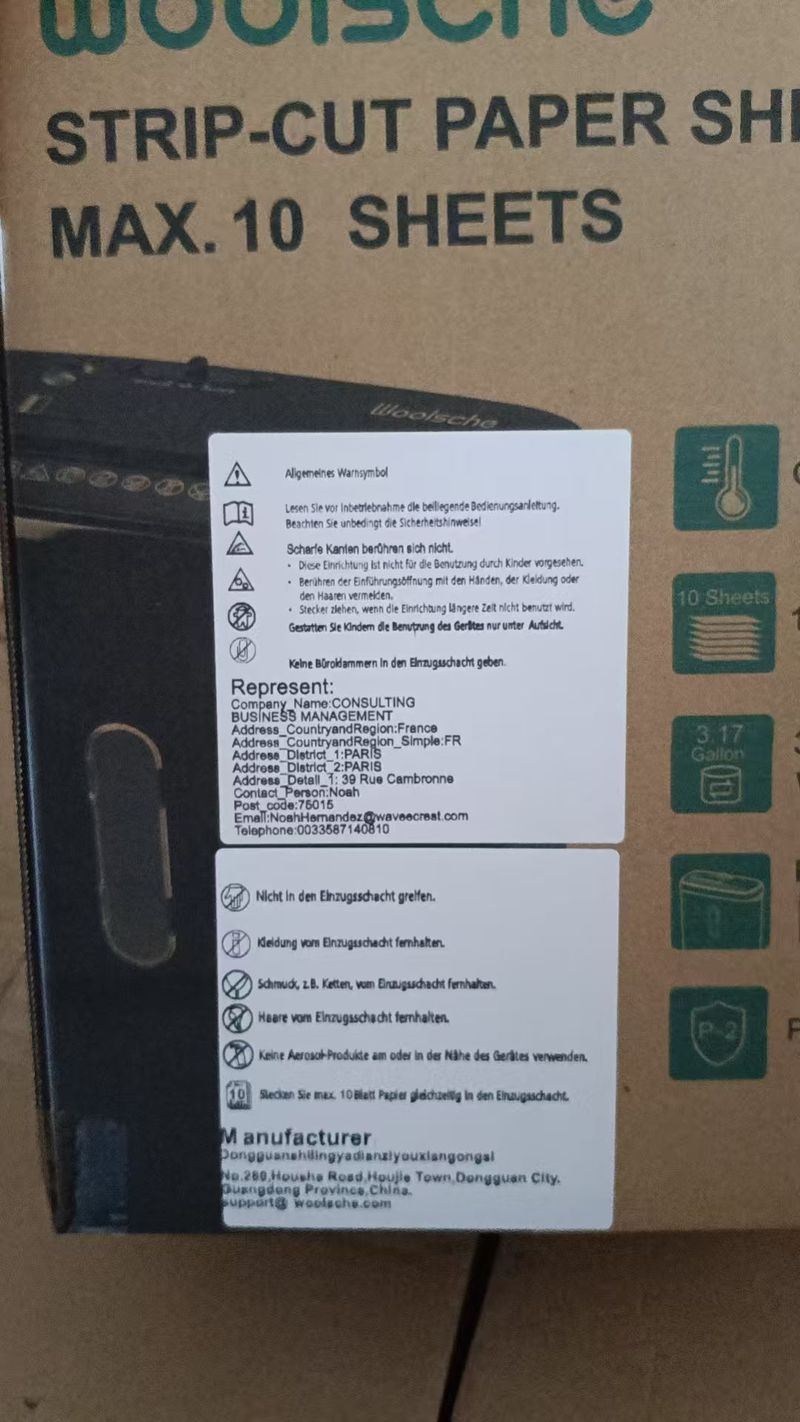 woolsche
STRIP-CUT PAPER
MAX. 10 SHEETS
Woolsche
10 Sheets
3.17
Gallon
P-2
Allgemeines Warnsymbol
Lesen Sie vor Inbetriebnahme die beiliegende Bedienungsanleitung.
Beachten Sie unbedingt die Sicherheitshinweise!
Scharfe Kanten berühren sich nicht.
• Diese Einrichtung ist nicht für die Benutzung durch Kinder vorgesehen.
• Berühren der Einführungsöffnung mit den Händen, der Kleidung oder
den Haaren vermeiden.
• Stecker ziehen, wenn die Einrichtung längere Zeit nicht benutzt wird.
Gestatten Sie Kindern die Benutzung des Gerätes nur unter Aufsicht.
Keine Büroklammern in den Einzugsschacht geben.
Represent:
Company_Name:CONSULTING
BUSINESS MANAGEMENT
Address_CountryandRegion:France
Address_CountryandRegion_Simple:FR
Address_District_1:PARIS
Address_District_2:PARIS
Address_Detail_1: 39 Rue Cambronne
Contact_Person:Noah
Post_code:75015
Email:NoahHernandez@waveecrest.com
Telephone:0033587140810
Nicht in den Einzugsschacht greifen.
Kleidung vom Einzugsschacht fernhalten.
Schmuck, z.B. Ketten, vom Einzugsschacht fernhalten.
Haare vom Einzugsschacht fernhalten.
Keine Aerosol-Produkte am oder in der Nähe des Gerätes verwenden.
10
Stecken Sie max. 10 Blatt Papier gleichzeitig in den Einzugsschacht.
Manufacturer
Dongguanshilingyadianziyouxiangongsi
No.260,Housha Road,Houjie Town,Dongguan City,
Guangdong Province,China.
support@ woolsche.com